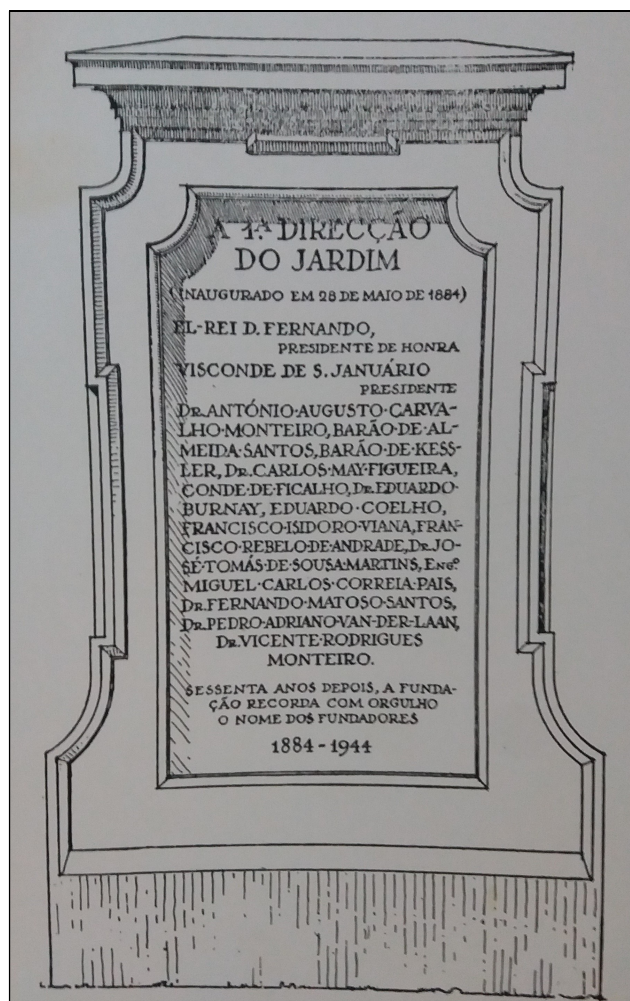 A 1.ª DIRECÇÃO
DO JARDIM
(INAUGURADO EM 28 DE MAIO DE 1884)
EL-REI D. FERNANDO,
PRESIDENTE DE HONRA
VISCONDE DE S. JANUÁRIO
PRESIDENTE
DR. ANTÓNIO·AUGUSTO·CARVA-
LHO·MONTEIRO, BARÃO·DE·AL-
MEIDA·SANTOS, BARÃO·DE·KESS-
LER, DR. CARLOS·MAY·FIGUEIRA,
CONDE·DE·FICALHO, DR. EDUARDO·
BURNAY, EDUARDO·COELHO,
FRANCISCO·ISIDORO·VIANA, FRAN-
CISCO·REBELO·DE·ANDRADE, DR. JO-
SÉ·TOMÁS·DE·SOUSA·MARTINS, ENGº
MIGUEL·CARLOS·CORREIA·PAIS,
DR. FERNANDO·MATOSO·SANTOS,
DR. PEDRO·ADRIANO·VAN·DER·LAAN,
DR. VICENTE·RODRIGUES
MONTEIRO.
SESSENTA ANOS DEPOIS, A FUNDA-
ÇÃO RECORDA COM ORGULHO
O NOME DOS FUNDADORES
1884 - 1944